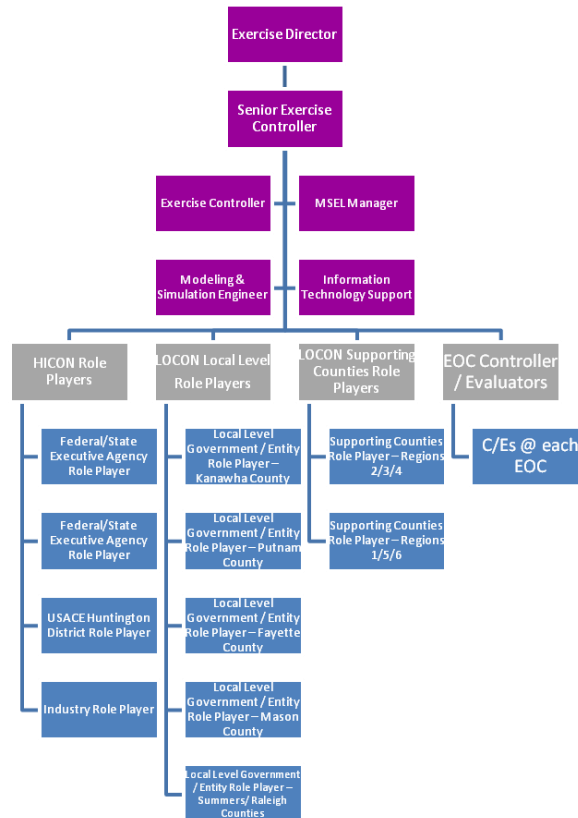 Exercise Director
Senior Exercise
Controller
Exercise Controller
MSEL Manager
Modeling &
Simulation Engineer
Information
Technology Support
HICON Role
Players
LOCON Local Level
Role Players
LOCON Supporting
Counties Role
Players
EOC Controller
/ Evaluators
Federal/State
Executive Agency
Role Player
Federal/State
Executive Agency
Role Player
USACE Huntington
District Role Player
Industry Role Player
Local Level
Government / Entity
Role Player –
Kanawha County
Local Level
Government / Entity
Role Player – Putnam
County
Local Level
Government / Entity
Role Player – Fayette
County
Local Level
Government / Entity
Role Player – Mason
County
Local Level Government
/ Entity Role Player –
Summers/ Raleigh
Counties
Supporting Counties
Role Player – Regions
2/3/4
Supporting Counties
Role Player – Regions
1/5/6
C/Es @ each
EOC